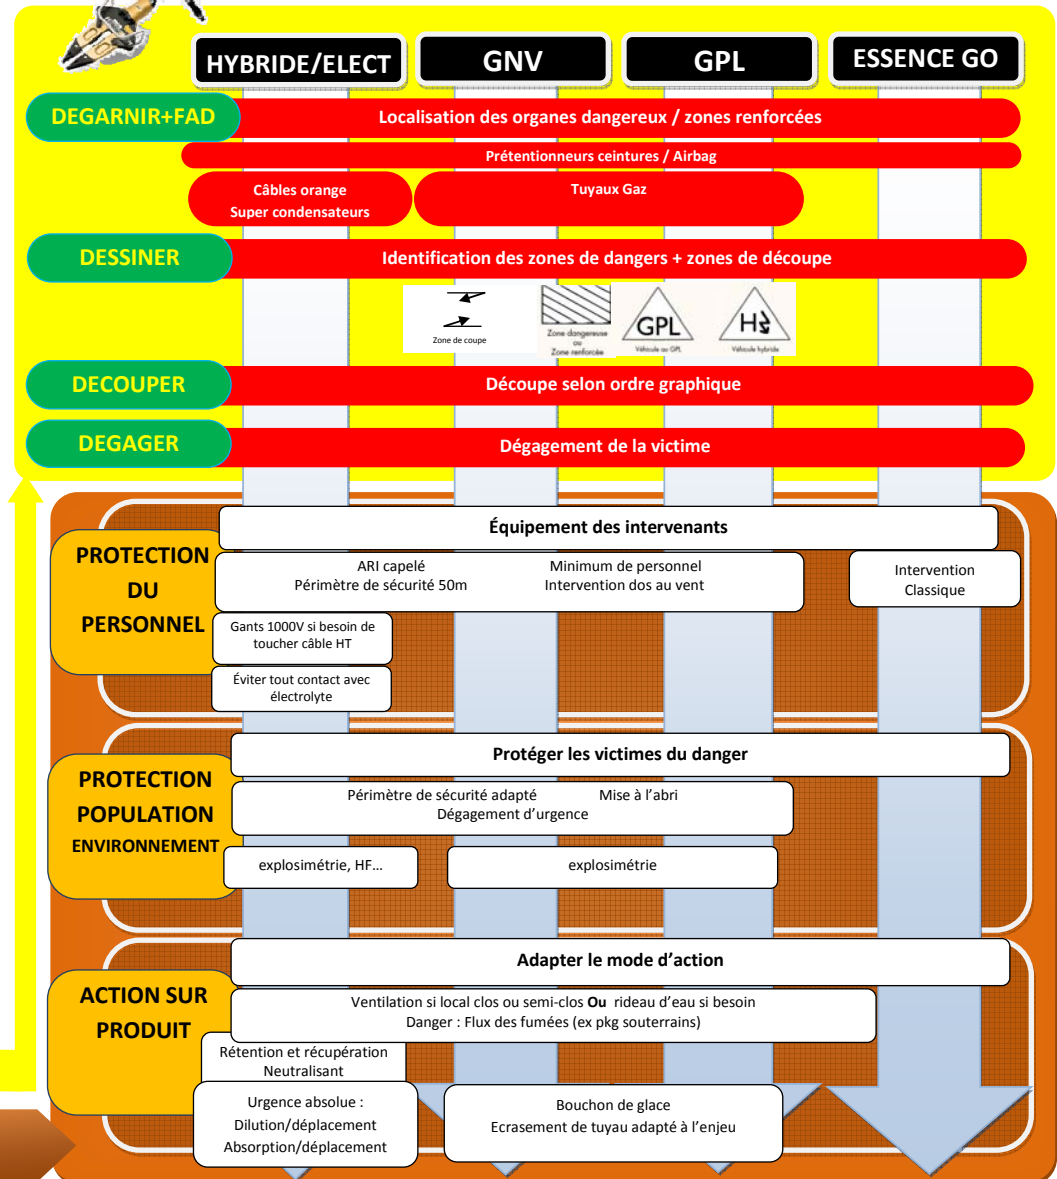 HYBRIDE/ELECT
GNV
GPL
ESSENCE GO
DEGARNIR+FAD
Localisation des organes dangereux / zones renforcées
Prétentionneurs ceintures / Airbag
Câbles orange
Super condensateurs
Tuyaux Gaz
DESSINER
Identification des zones de dangers + zones de découpe
Zone de coupe
Zone dangereuse
ou
Zone renforcée
GPL
Véhicule au GPL
H
Véhicule hybride
DECOUPER
Découpe selon ordre graphique
DEGAGER
Dégagement de la victime
PROTECTION
DU
PERSONNEL
Équipement des intervenants
ARI capelé
Minimum de personnel
Périmètre de sécurité 50m
Intervention dos au vent
Intervention
Classique
Gants 1000V si besoin de
toucher câble HT
Éviter tout contact avec
électrolyte
PROTECTION
POPULATION
ENVIRONNEMENT
Protéger les victimes du danger
Périmètre de sécurité adapté
Mise à l'abri
Dégagement d'urgence
explosimétrie, HF…
explosimétrie
ACTION SUR
PRODUIT
Adapter le mode d'action
Ventilation si local clos ou semi-clos Ou rideau d'eau si besoin
Danger : Flux des fumées (ex pkg souterrains)
Rétention et récupération
Neutralisant
Urgence absolue :
Dilution/déplacement
Absorption/déplacement
Bouchon de glace
Ecrasement de tuyau adapté à l'enjeu